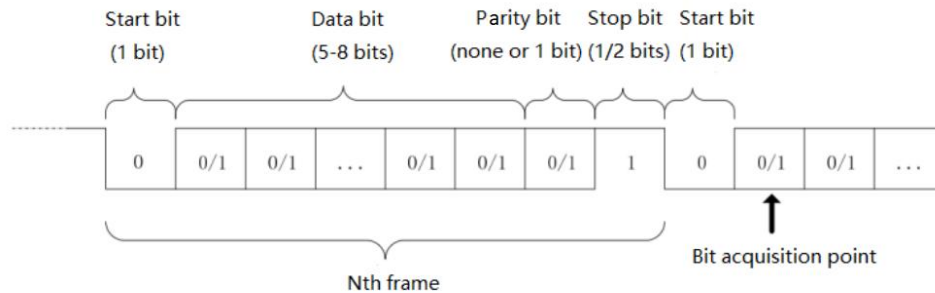 Start bit Data bit Parity bit Stop bit Start bit
(1 bit) (5-8 bits) (none or 1 bit) (1/2 bits) (1 bit)
0 0/1 0/1 ... 0/1 0/1 0/1 1 0 0/1 0/1 ...
Bit acquisition point
Nth frame